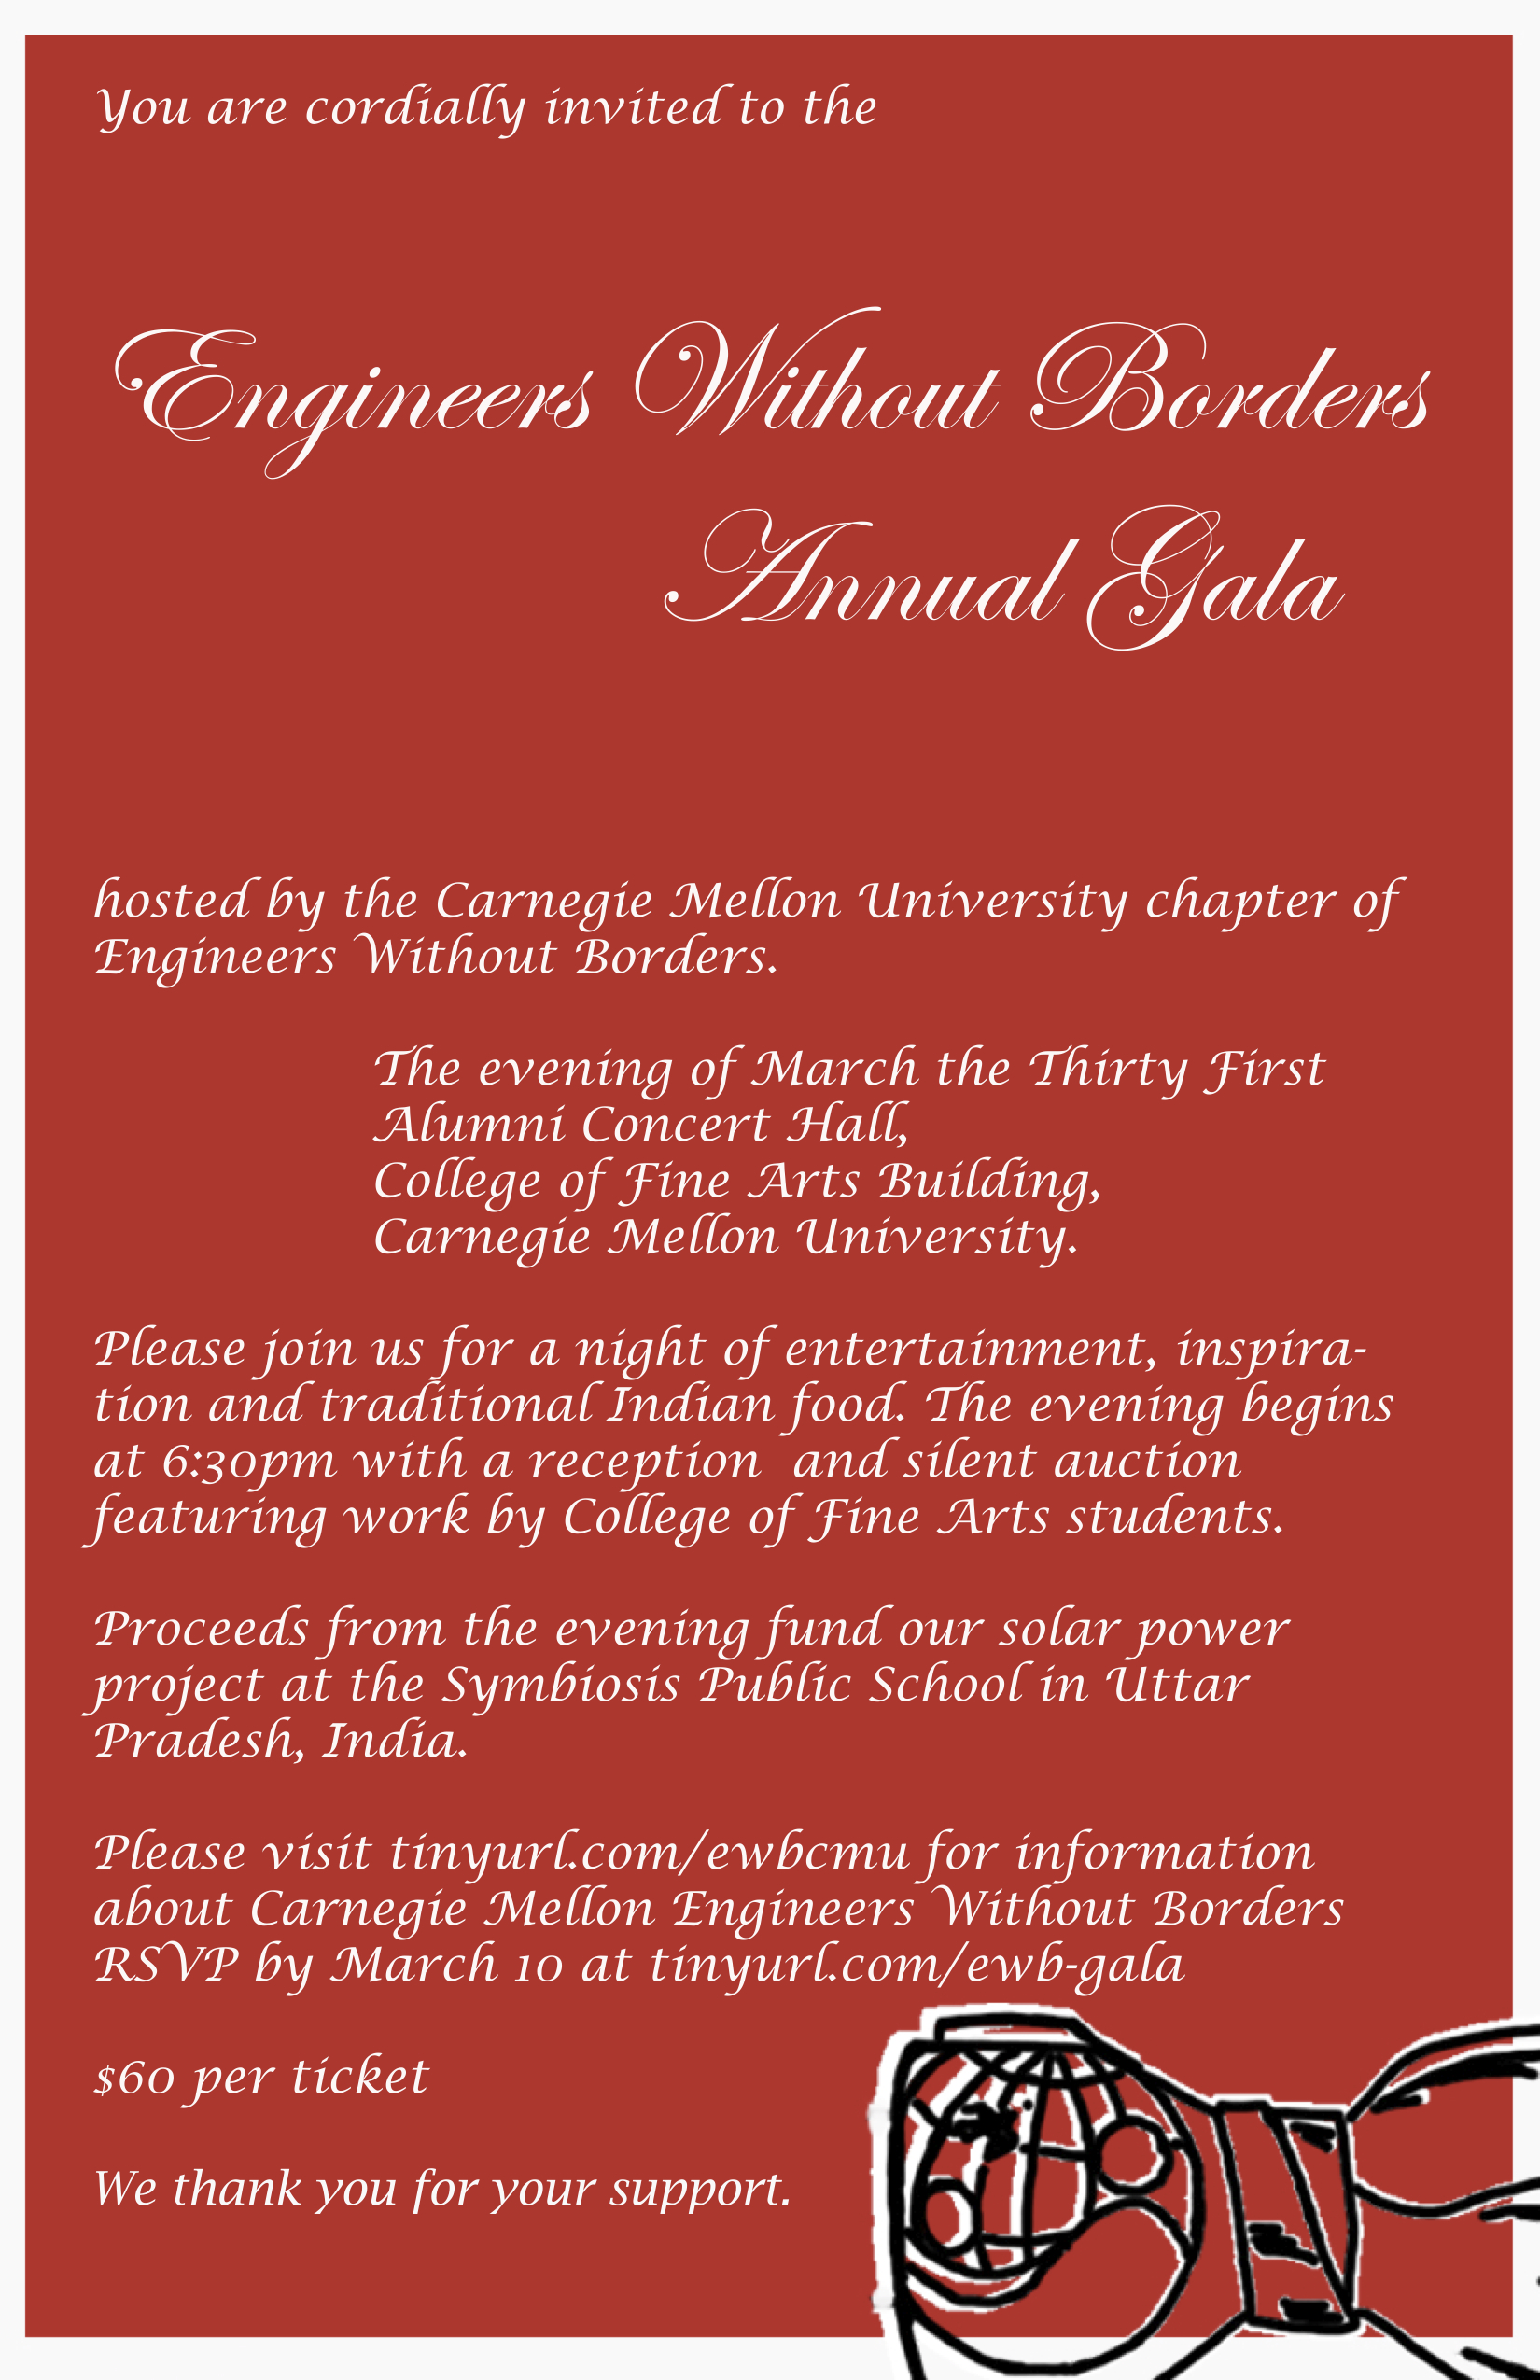 You are cordially invited to the
Engineers Without Borders
Annual Gala
hosted by the Carnegie Mellon University chapter of
Engineers Without Borders.
The evening of March the Thirty First
Alumni Concert Hall,
College of Fine Arts Building,
Carnegie Mellon University.
Please join us for a night of entertainment, inspira-
tion and traditional Indian food. The evening begins
at 6:30pm with a reception  and silent auction
featuring work by College of Fine Arts students.
Proceeds from the evening fund our solar power
project at the Symbiosis Public School in Uttar
Pradesh, India.
Please visit tinyurl.com/ewbcmu for information
about Carnegie Mellon Engineers Without Borders
RSVP by March 10 at tinyurl.com/ewb-gala
$60 per ticket
We thank you for your support.